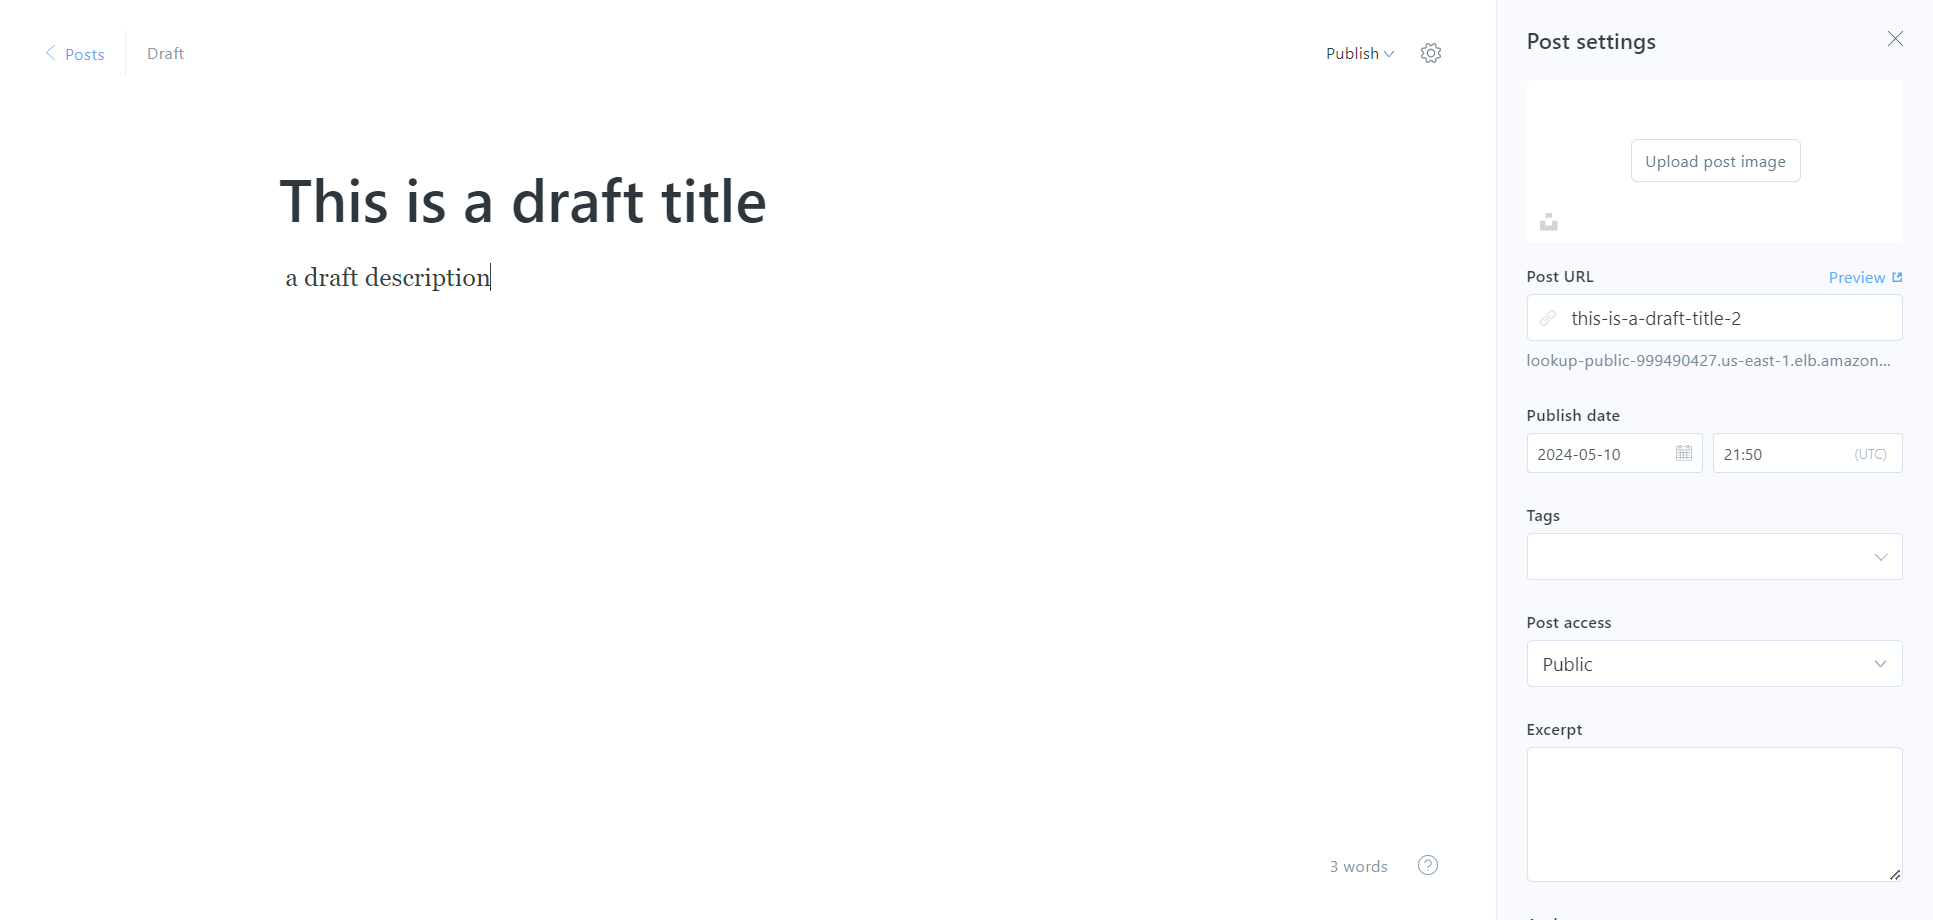 Posts
Draft
Publish
This is a draft title
a draft description
3 words
Post settings
Upload post image
Post URL
Preview
this-is-a-draft-title-2
lookup-public-999490427.us-east-1.elb.amazon...
Publish date
2024-05-10
21:50
(UTC)
Tags
Post access
Public
Excerpt